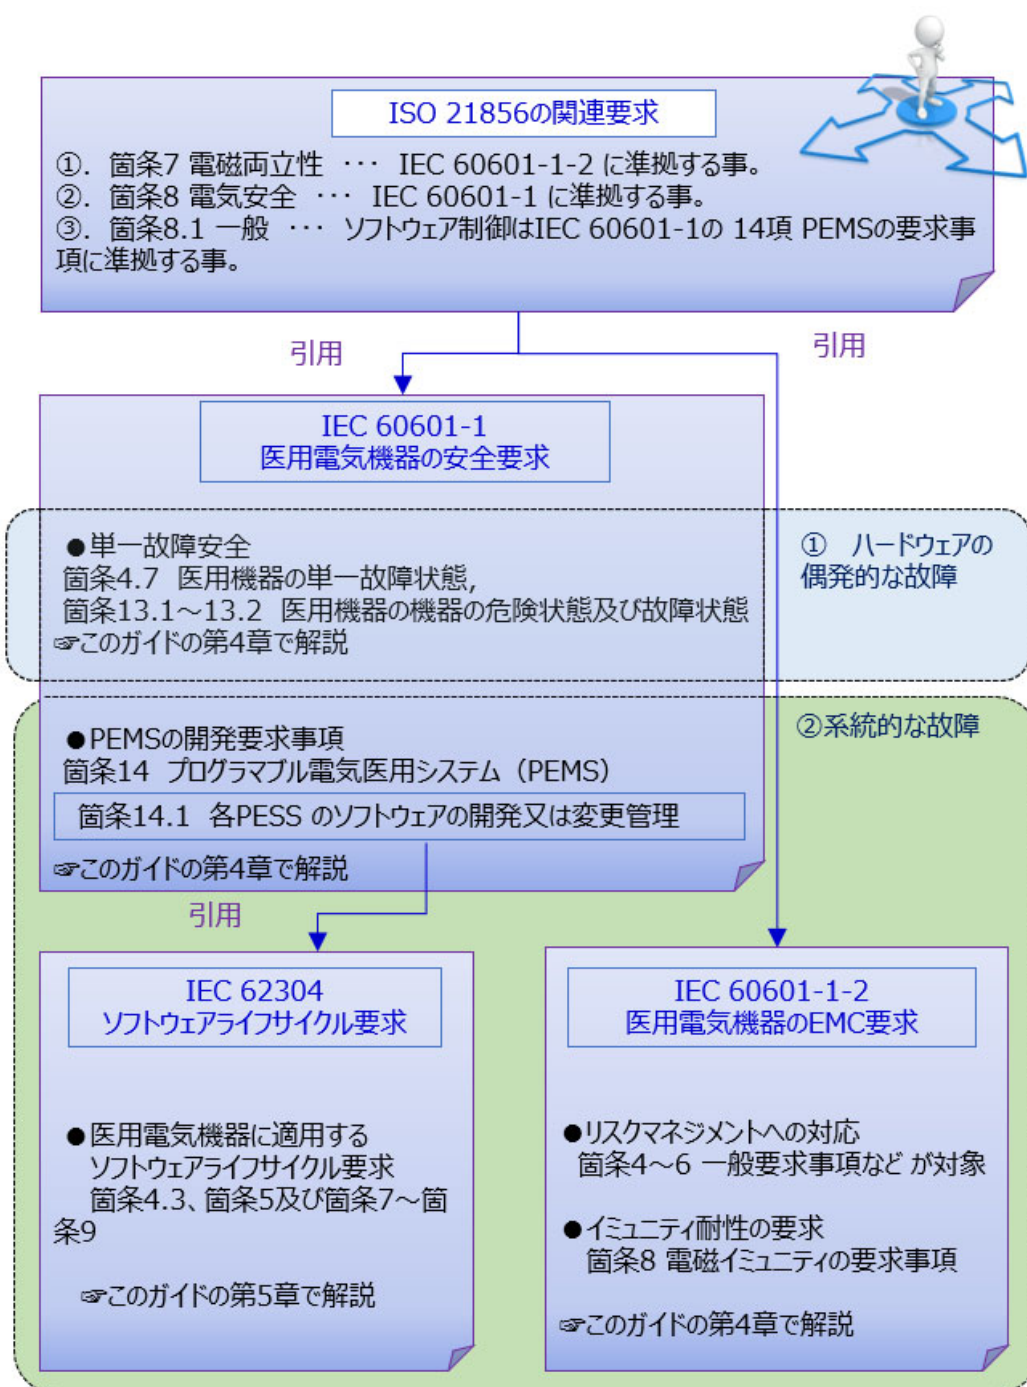 ISO 21856の関連要求
①. 箇条7 電磁両立性 ･･･ IEC 60601-1-2 に準拠する事。
②. 箇条8 電気安全 ･･･ IEC 60601-1 に準拠する事。
③. 箇条8.1 一般 ･･･ ソフトウェア制御はIEC 60601-1の 14項 PEMSの要求事
項に準拠する事。
引用
引用
IEC 60601-1
医用電気機器の安全要求
●単一故障安全
箇条4.7 医用機器の単一故障状態,
箇条13.1～13.2 医用機器の機器の危険状態及び故障状態
☞このガイドの第4章で解説
① ハードウェアの
偶発的な故障
②系統的な故障
●PEMSの開発要求事項
箇条14 プログラマブル電気医用システム（PEMS）
箇条14.1 各PESS のソフトウェアの開発又は変更管理
☞このガイドの第4章で解説
引用
IEC 62304
ソフトウェアライフサイクル要求
●医用電気機器に適用する
ソフトウェアライフサイクル要求
箇条4.3、箇条5及び箇条7～箇
条9
☞このガイドの第5章で解説
IEC 60601-1-2
医用電気機器のEMC要求
●リスクマネジメントへの対応
箇条4～6 一般要求事項など が対象
●イミュニティ耐性の要求
箇条8 電磁イミュニティの要求事項
☞このガイドの第4章で解説